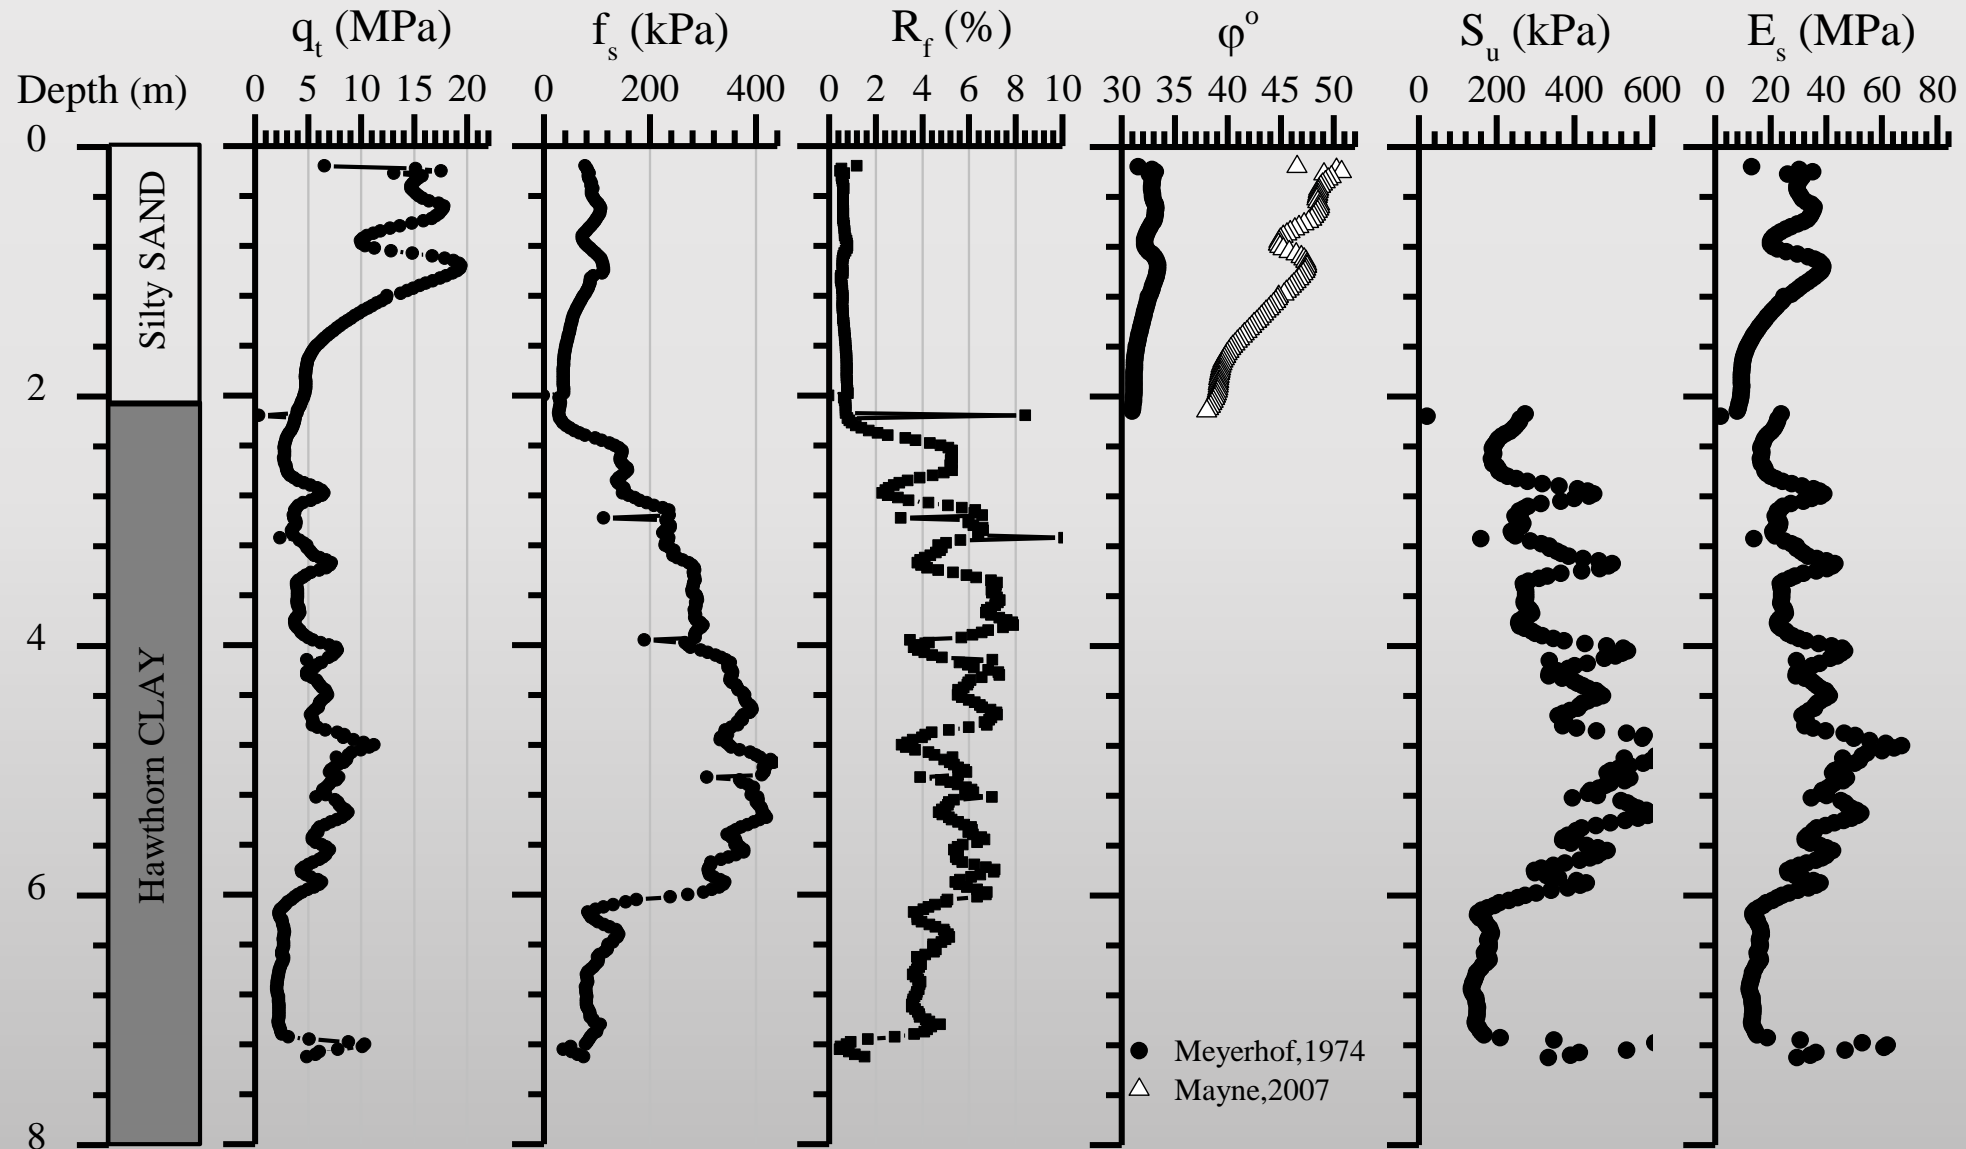 q_t (MPa) f_s (kPa) R_f (%) φ° S_u (kPa) E_s (MPa)
Depth (m) 0 5 10 15 20 0 200 400 0 2 4 6 8 10 30 35 40 45 50 0 200 400 600 0 20 40 60 80
0
Silty SAND
2
4
Hawthorn CLAY
6
Meyerhof,1974
Mayne,2007
8